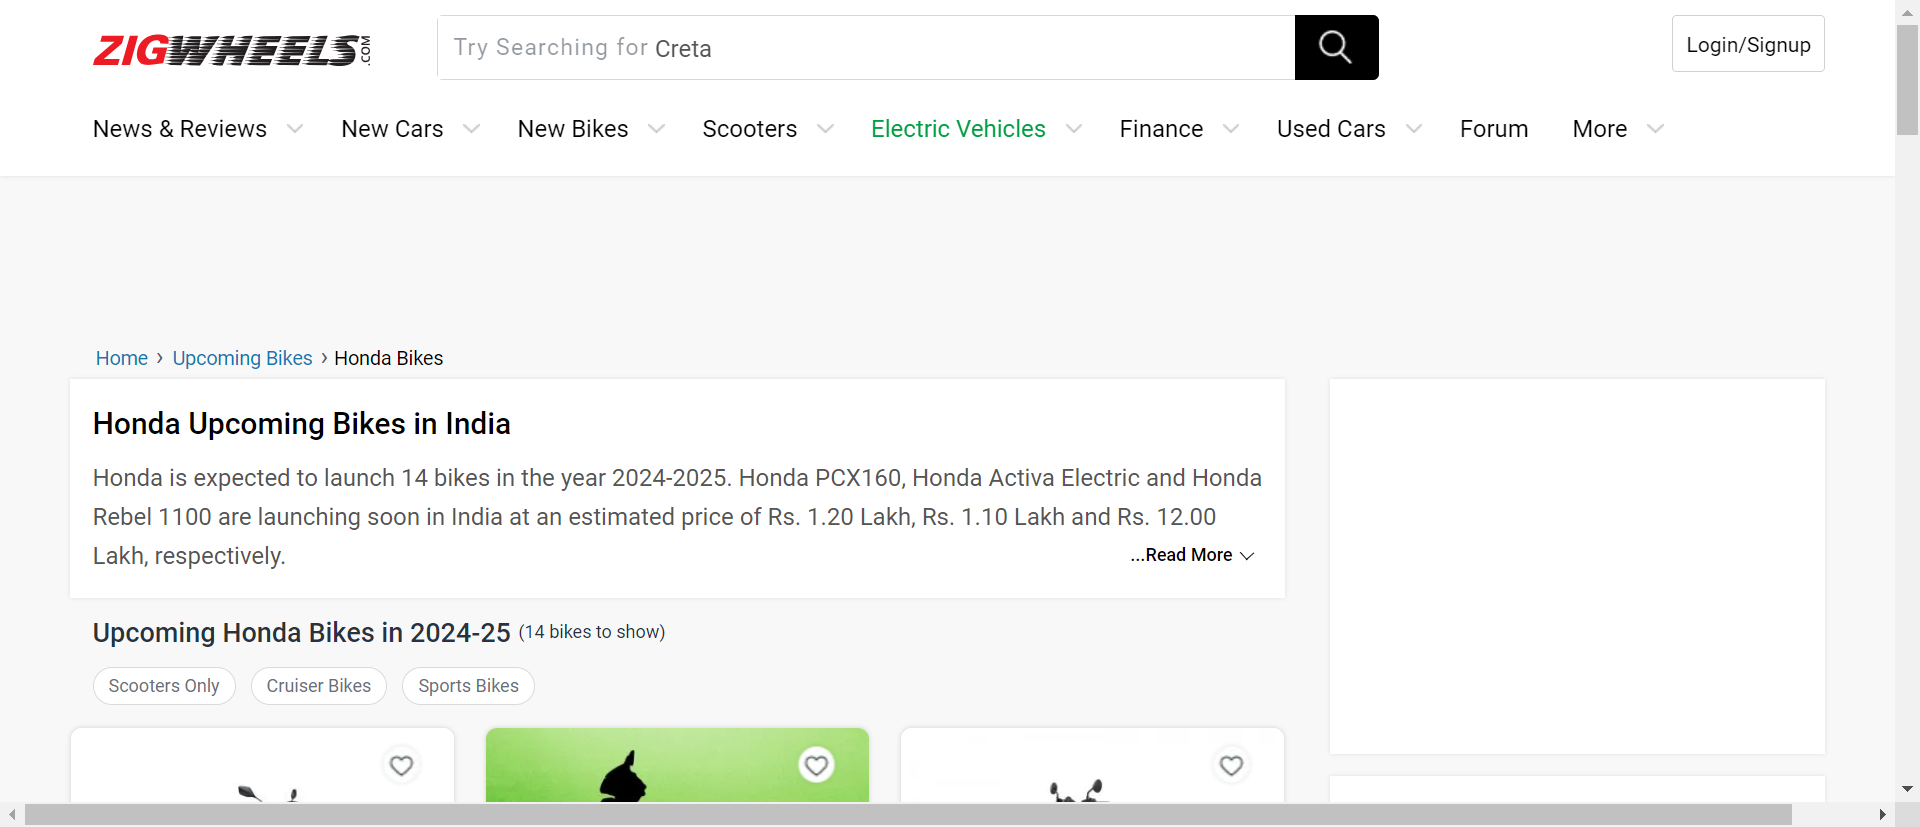 ZIGWHEELS.COM
Try Searching for Creta
Login/Signup
News & Reviews New Cars New Bikes Scooters Electric Vehicles Finance Used Cars Forum More
Home › Upcoming Bikes › Honda Bikes
Honda Upcoming Bikes in India
Honda is expected to launch 14 bikes in the year 2024-2025. Honda PCX160, Honda Activa Electric and Honda
Rebel 1100 are launching soon in India at an estimated price of Rs. 1.20 Lakh, Rs. 1.10 Lakh and Rs. 12.00
Lakh, respectively.
...Read More
Upcoming Honda Bikes in 2024-25 (14 bikes to show)
Scooters Only Cruiser Bikes Sports Bikes